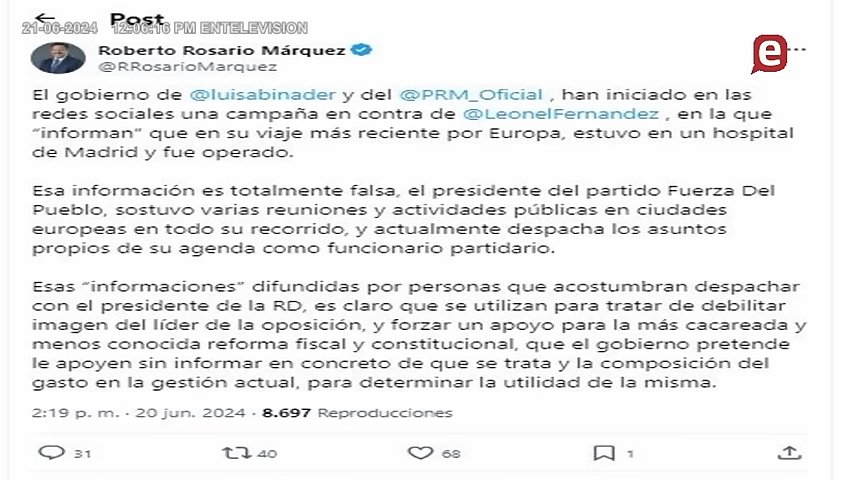 Post
21-06-2024 12:06:16 PM ENTELEVISION
e
Roberto Rosario Márquez
@RRosarioMarquez
El gobierno de @luisabinader y del @PRM_Oficial , han iniciado en las
redes sociales una campaña en contra de @LeonelFernandez , en la que
“informan” que en su viaje más reciente por Europa, estuvo en un hospital
de Madrid y fue operado.
Esa información es totalmente falsa, el presidente del partido Fuerza Del
Pueblo, sostuvo varias reuniones y actividades públicas en ciudades
europeas en todo su recorrido, y actualmente despacha los asuntos
propios de su agenda como funcionario partidario.
Esas “informaciones” difundidas por personas que acostumbran despachar
con el presidente de la RD, es claro que se utilizan para tratar de debilitar
imagen del líder de la oposición, y forzar un apoyo para la más cacareada y
menos conocida reforma fiscal y constitucional, que el gobierno pretende
le apoyen sin informar en concreto de que se trata y la composición del
gasto en la gestión actual, para determinar la utilidad de la misma.
2:19 p. m. · 20 jun. 2024 · 8.697 Reproducciones
31 40 68 1